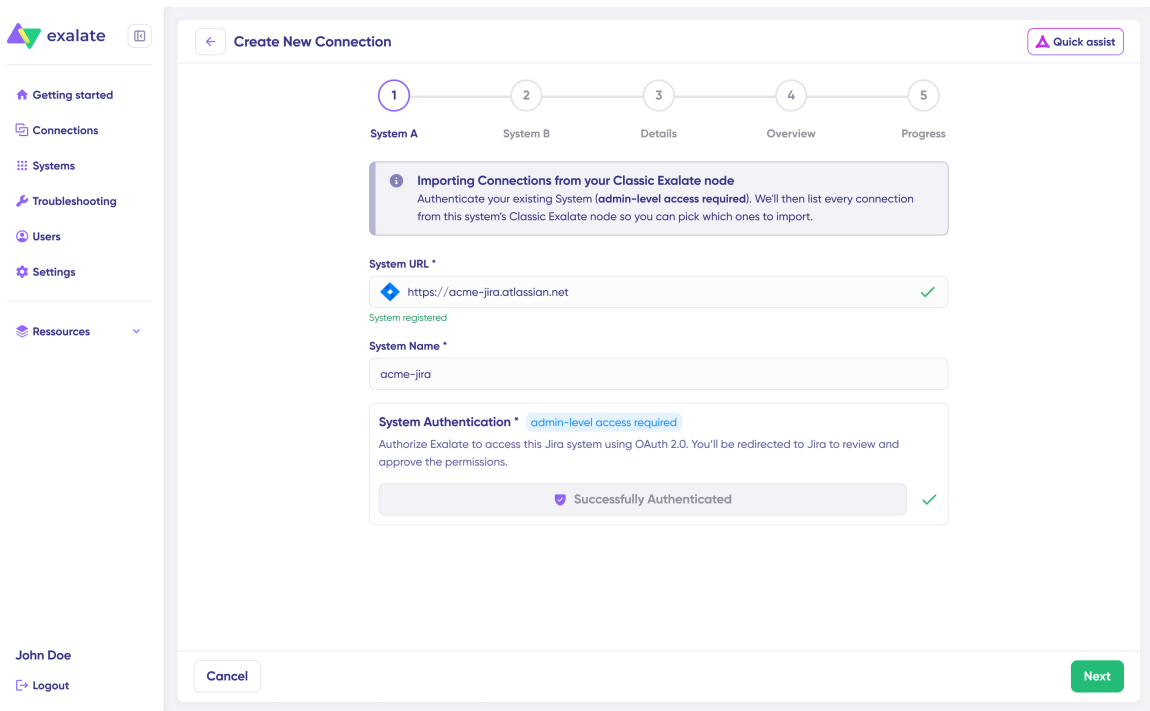 exalate
Create New Connection
Quick assist
Getting started
Connections
Systems
Troubleshooting
Users
Settings
Ressources
1
2
3
4
5
System A
System B
Details
Overview
Progress
Importing Connections from your Classic Exalate node
Authenticate your existing System (admin-level access required). We'll then list every connection
from this system's Classic Exalate node so you can pick which ones to import.
System URL *
https://acme-jira.atlassian.net
System registered
System Name *
acme-jira
System Authentication * admin-level access required
Authorize Exalate to access this Jira system using OAuth 2.0. You'll be redirected to Jira to review and
approve the permissions.
Successfully Authenticated
John Doe
Logout
Cancel
Next